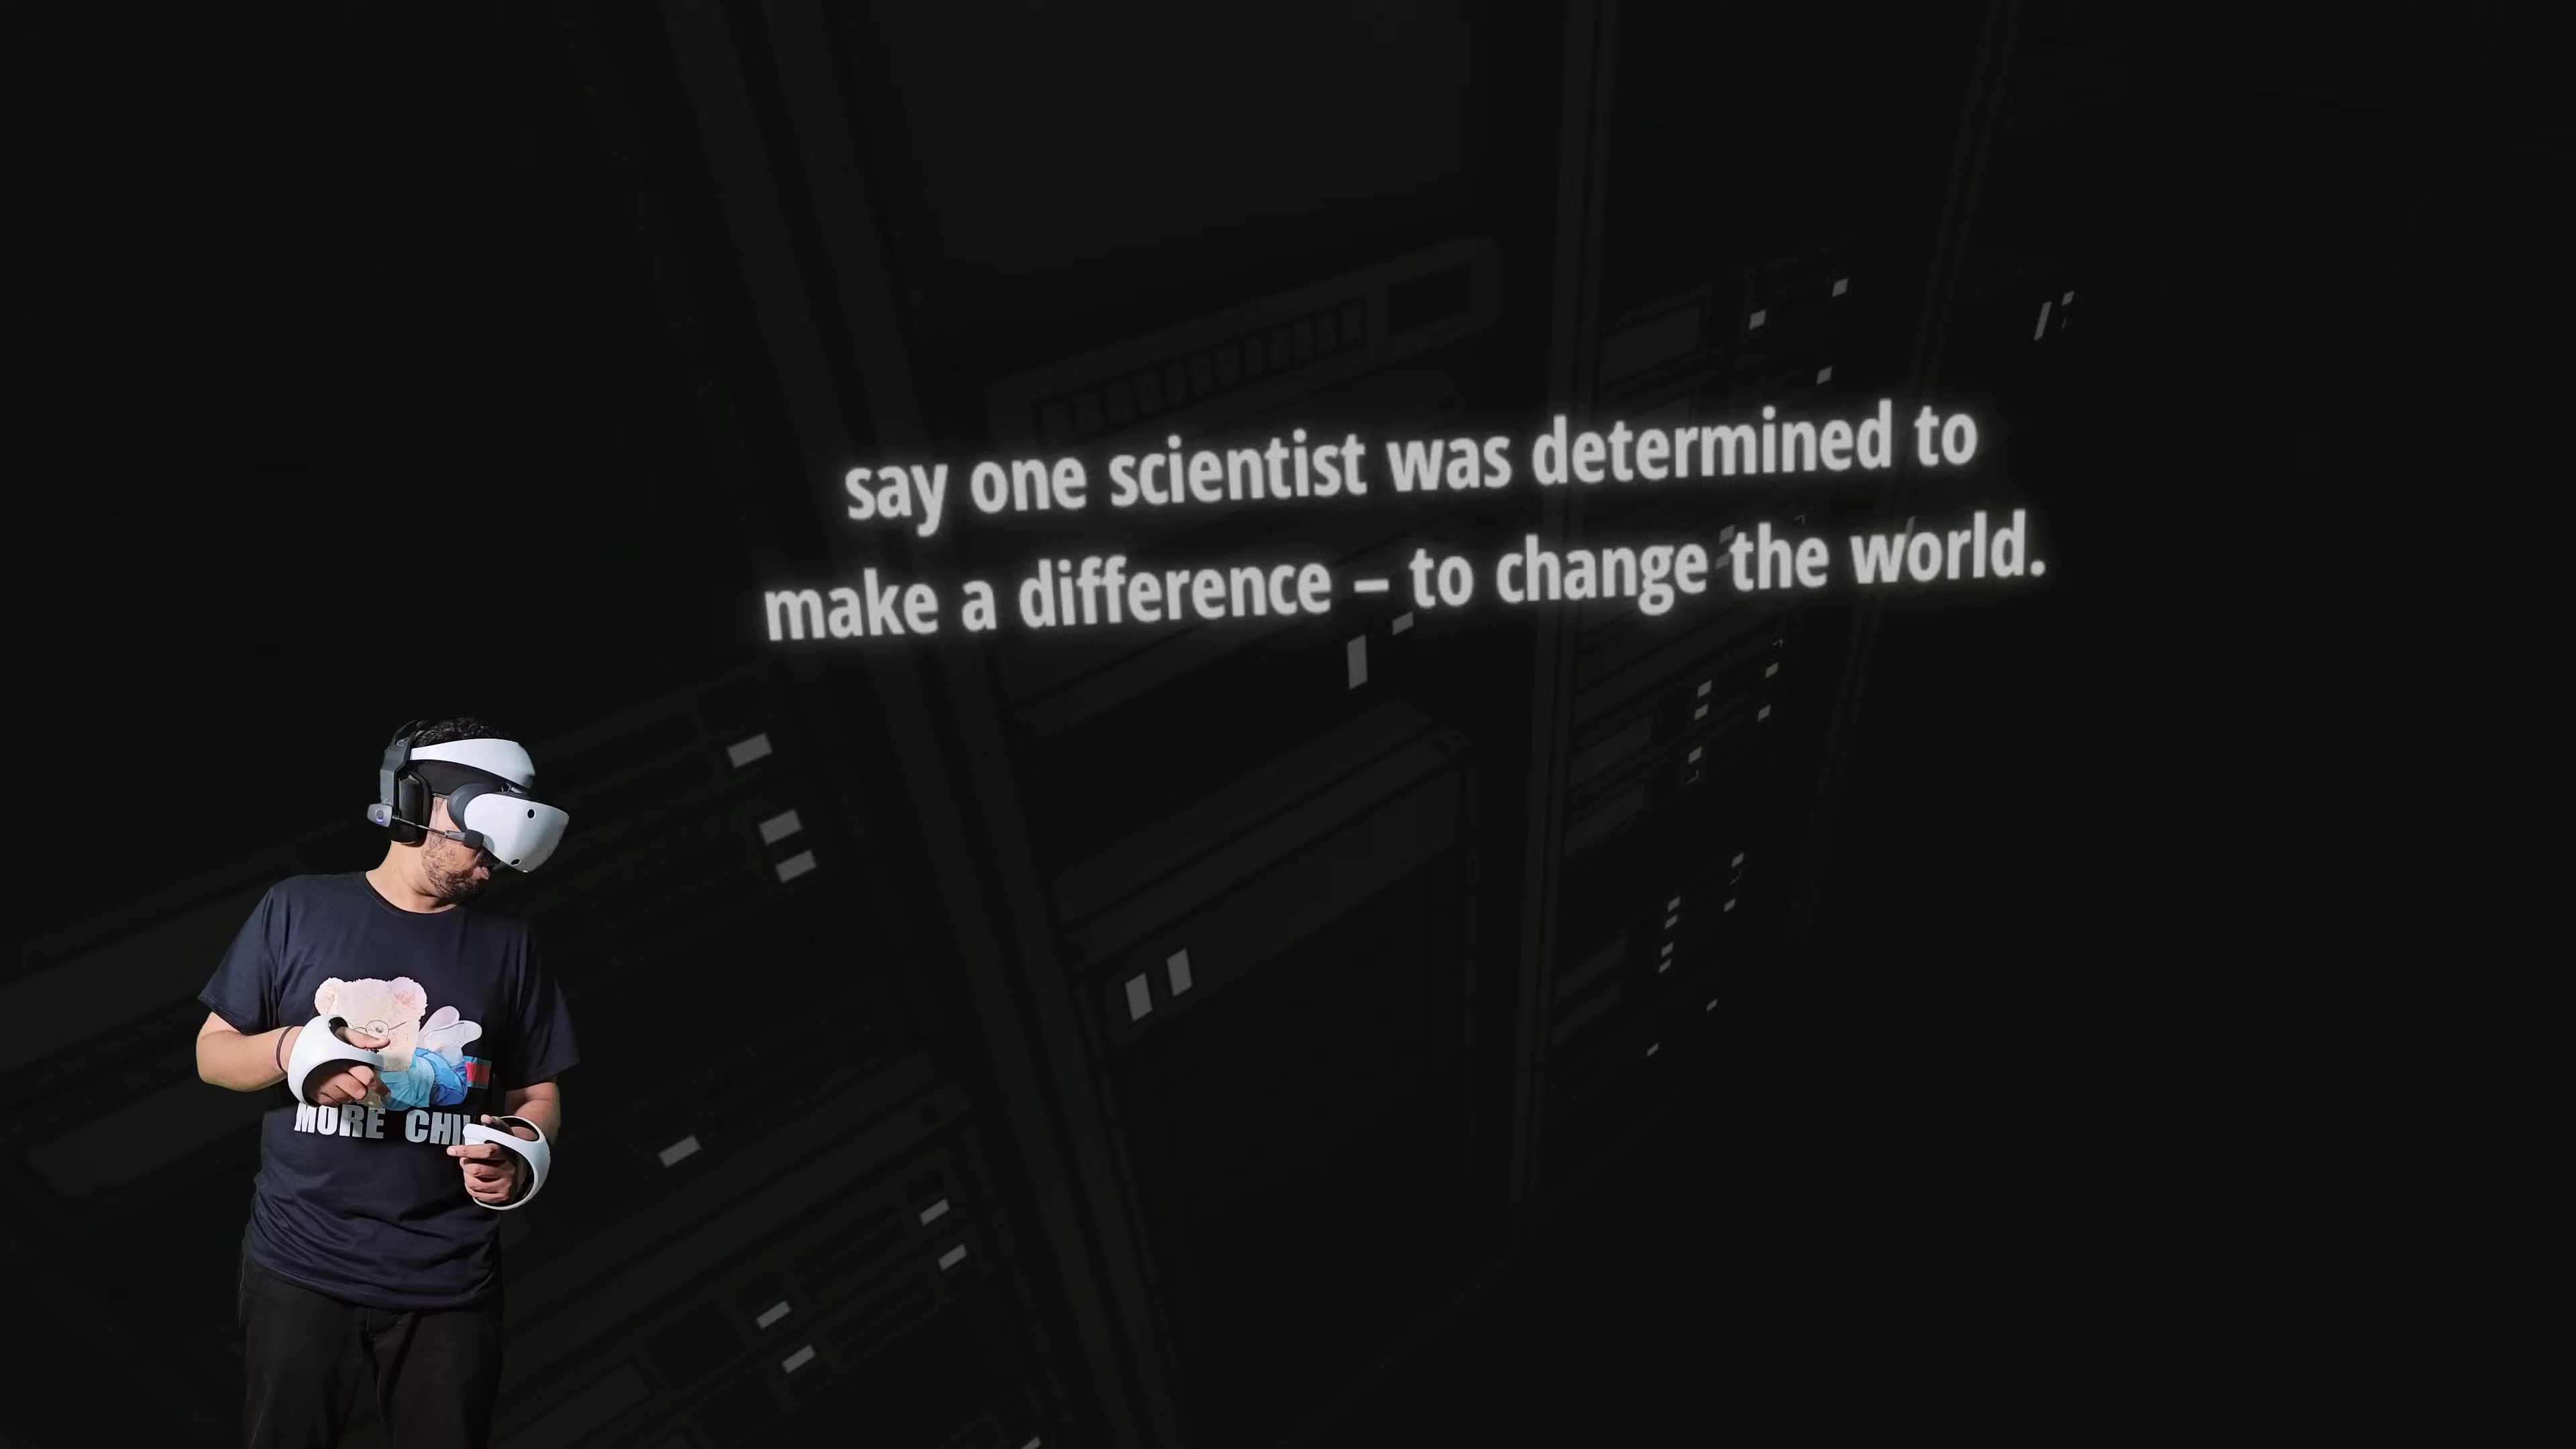 say one scientist was determined to
make a difference – to change the world.
MORE CHI